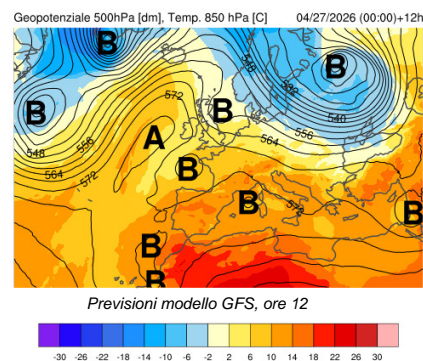 Geopotenziale 500hPa [dm], Temp. 850 hPa [C] 04/27/2026 (00:00)+12h
B
B
548
B
572
532
B
B
540
A
556
556
548
564
564
B
572
B
572
B
B
B
Previsioni modello GFS, ore 12
-30 -26 -22 -18 -14 -10 -6 -2 2 6 10 14 18 22 26 30